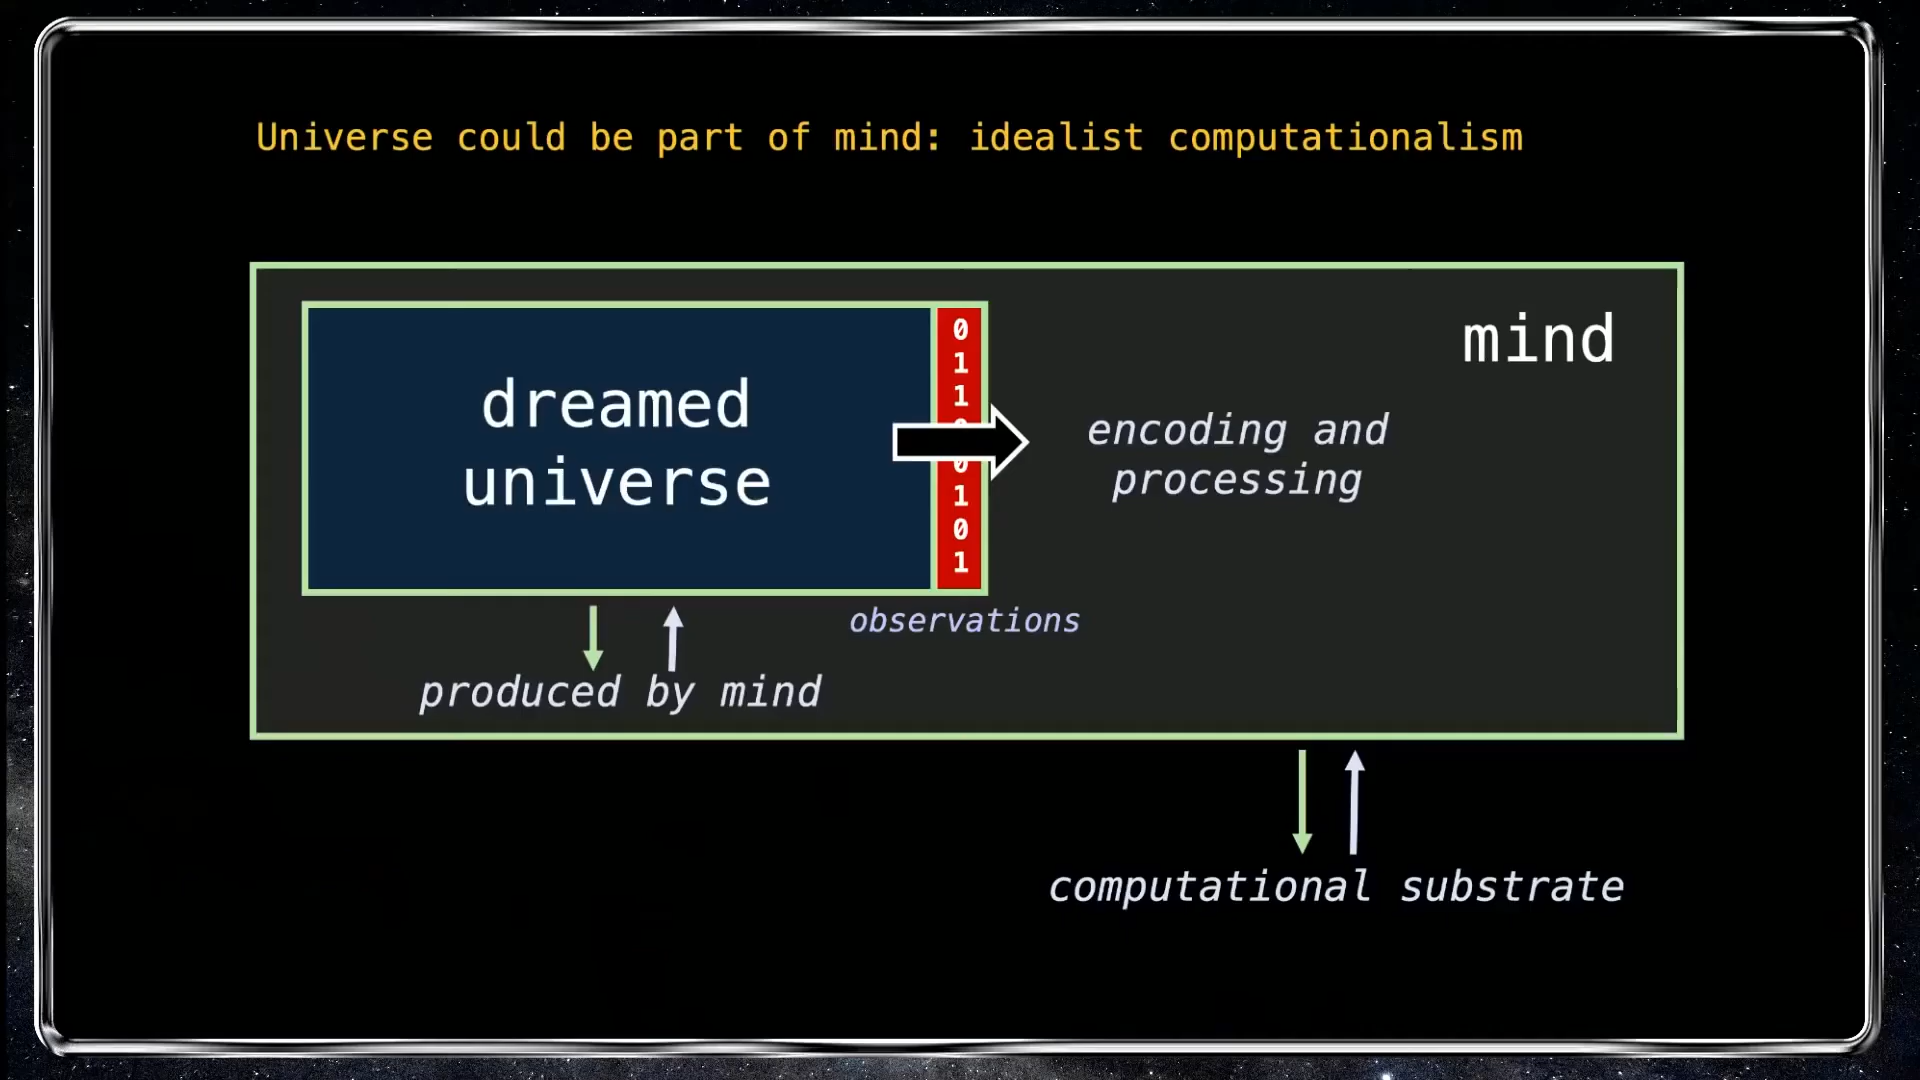 Universe could be part of mind: idealist computationalism
mind
dreamed
universe
0
1
1
0
1
0
1
encoding and
processing
observations
produced by mind
computational substrate